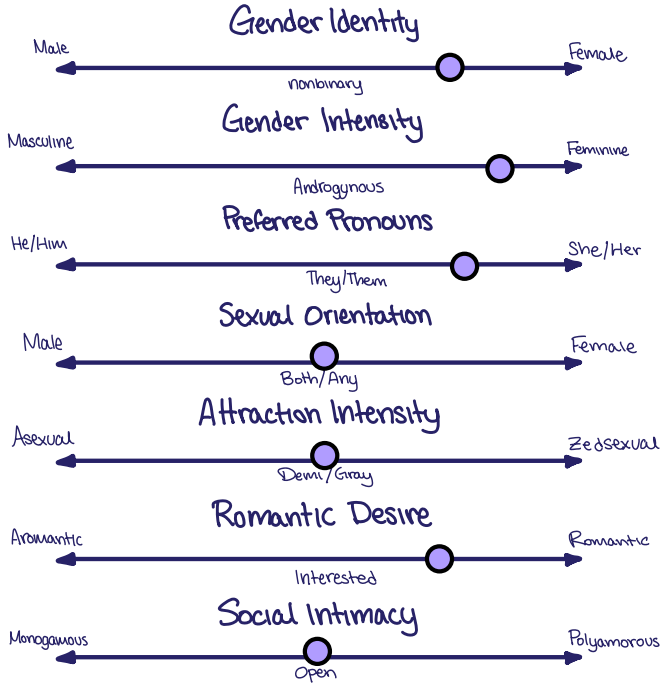 Gender Identity
Male
Female
nonbinary
Gender Intensity
Masculine
Feminine
Androgynous
Preferred Pronouns
He/Him
She/Her
They/Them
Sexual Orientation
Male
Female
Both/Any
Attraction Intensity
Asexual
Zedsexual
Demi/Gray
Romantic Desire
Aromantic
Romantic
Interested
Social Intimacy
Monogamous
Polyamorous
Open